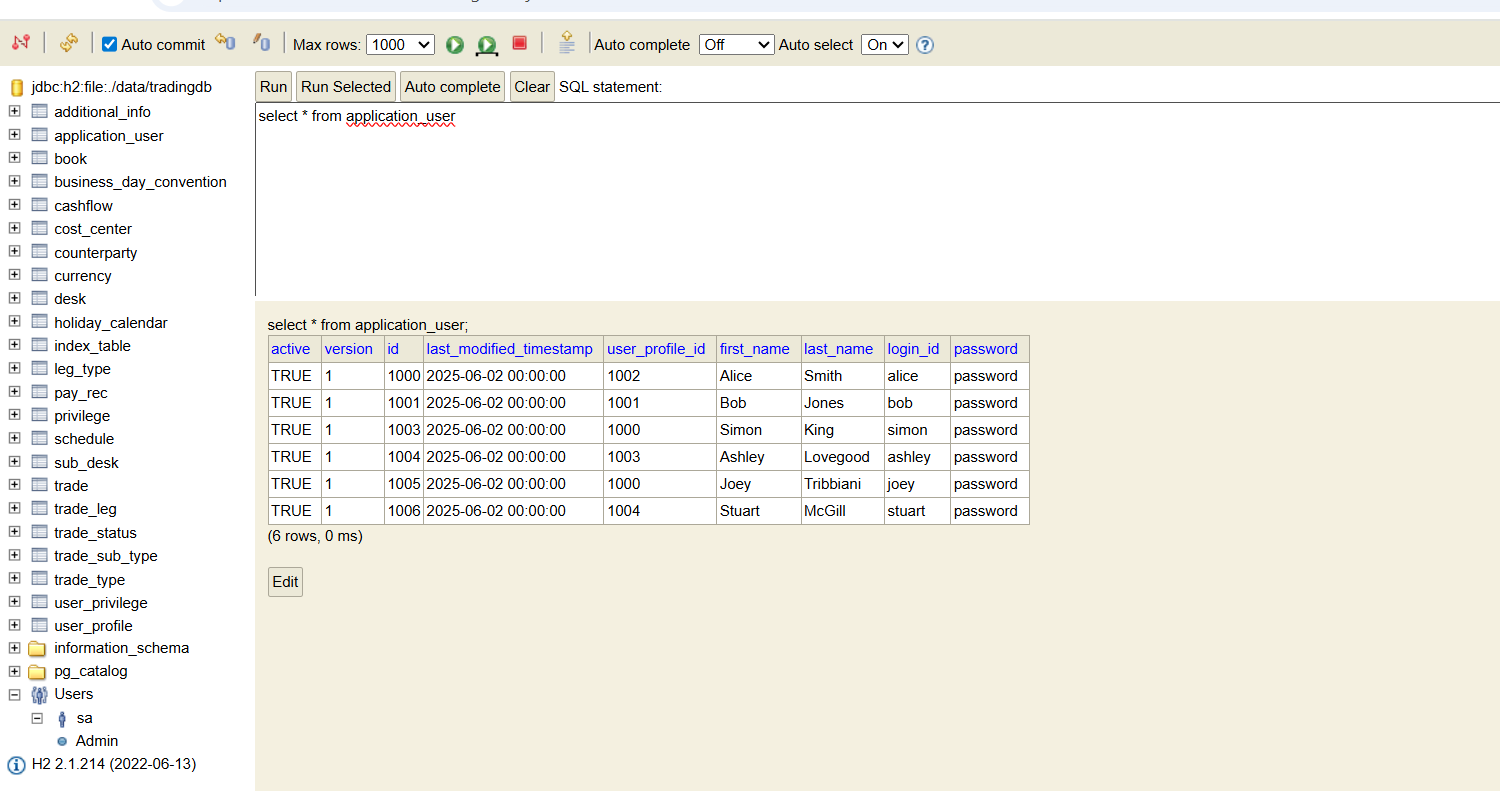 Auto commit Max rows: 1000 Auto complete Off Auto select On ?
jdbc:h2:file:./data/tradingdb
additional_info
application_user
book
business_day_convention
cashflow
cost_center
counterparty
currency
desk
holiday_calendar
index_table
leg_type
pay_rec
privilege
schedule
sub_desk
trade
trade_leg
trade_status
trade_sub_type
trade_type
user_privilege
user_profile
information_schema
pg_catalog
Users
sa
Admin
H2 2.1.214 (2022-06-13)
Run Run Selected Auto complete Clear SQL statement:
select * from application_user
select * from application_user;
active version id last_modified_timestamp user_profile_id first_name last_name login_id password
TRUE 1 1000 2025-06-02 00:00:00 1002 Alice Smith alice password
TRUE 1 1001 2025-06-02 00:00:00 1001 Bob Jones bob password
TRUE 1 1003 2025-06-02 00:00:00 1000 Simon King simon password
TRUE 1 1004 2025-06-02 00:00:00 1003 Ashley Lovegood ashley password
TRUE 1 1005 2025-06-02 00:00:00 1000 Joey Tribbiani joey password
TRUE 1 1006 2025-06-02 00:00:00 1004 Stuart McGill stuart password
(6 rows, 0 ms)
Edit